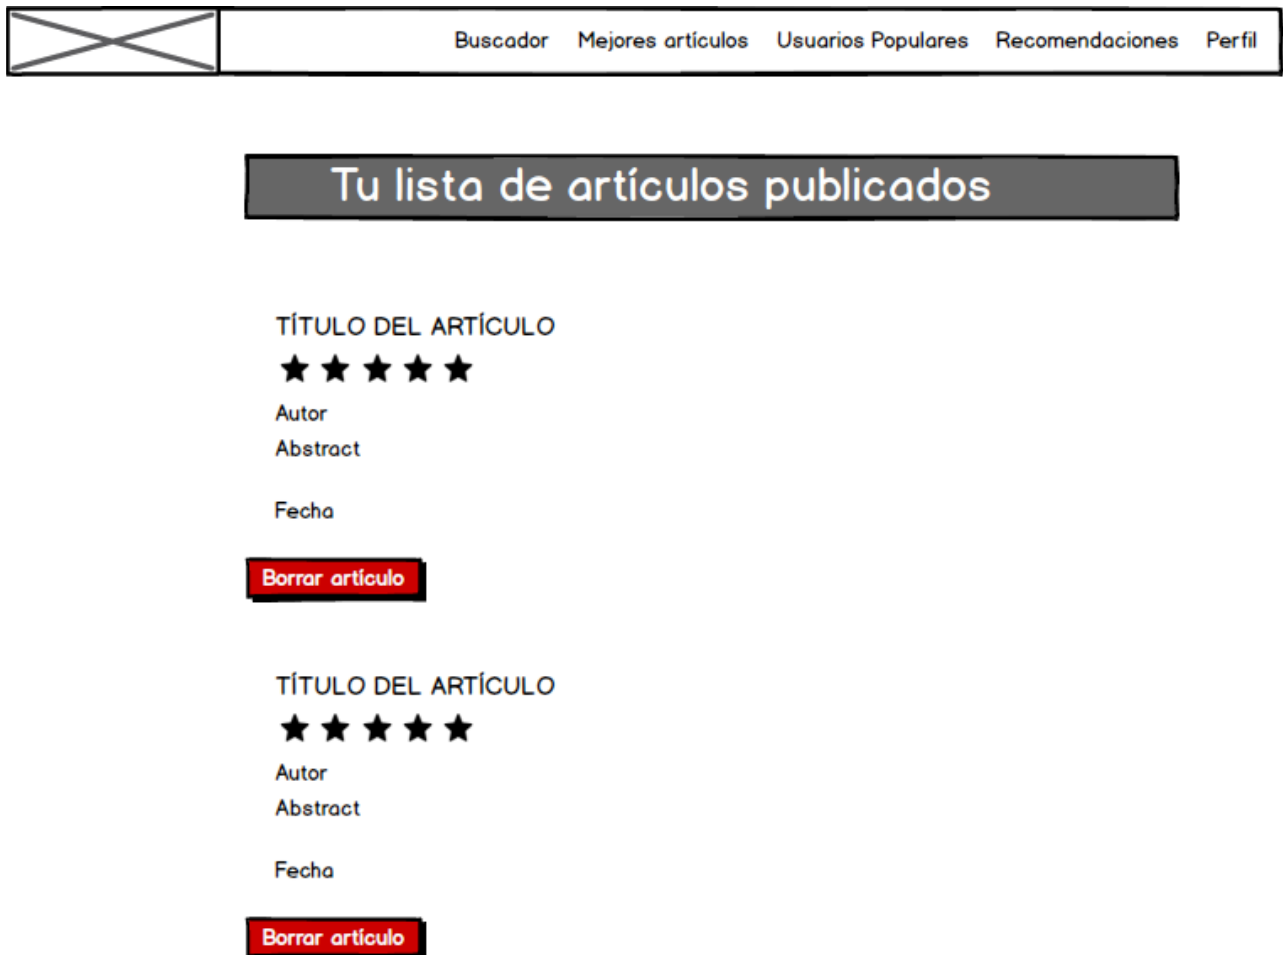 Buscador Mejores artículos Usuarios Populares Recomendaciones Perfil
Tu lista de artículos publicados
TÍTULO DEL ARTÍCULO
Autor
Abstract
Fecha
Borrar artículo
TÍTULO DEL ARTÍCULO
Autor
Abstract
Fecha
Borrar artículo